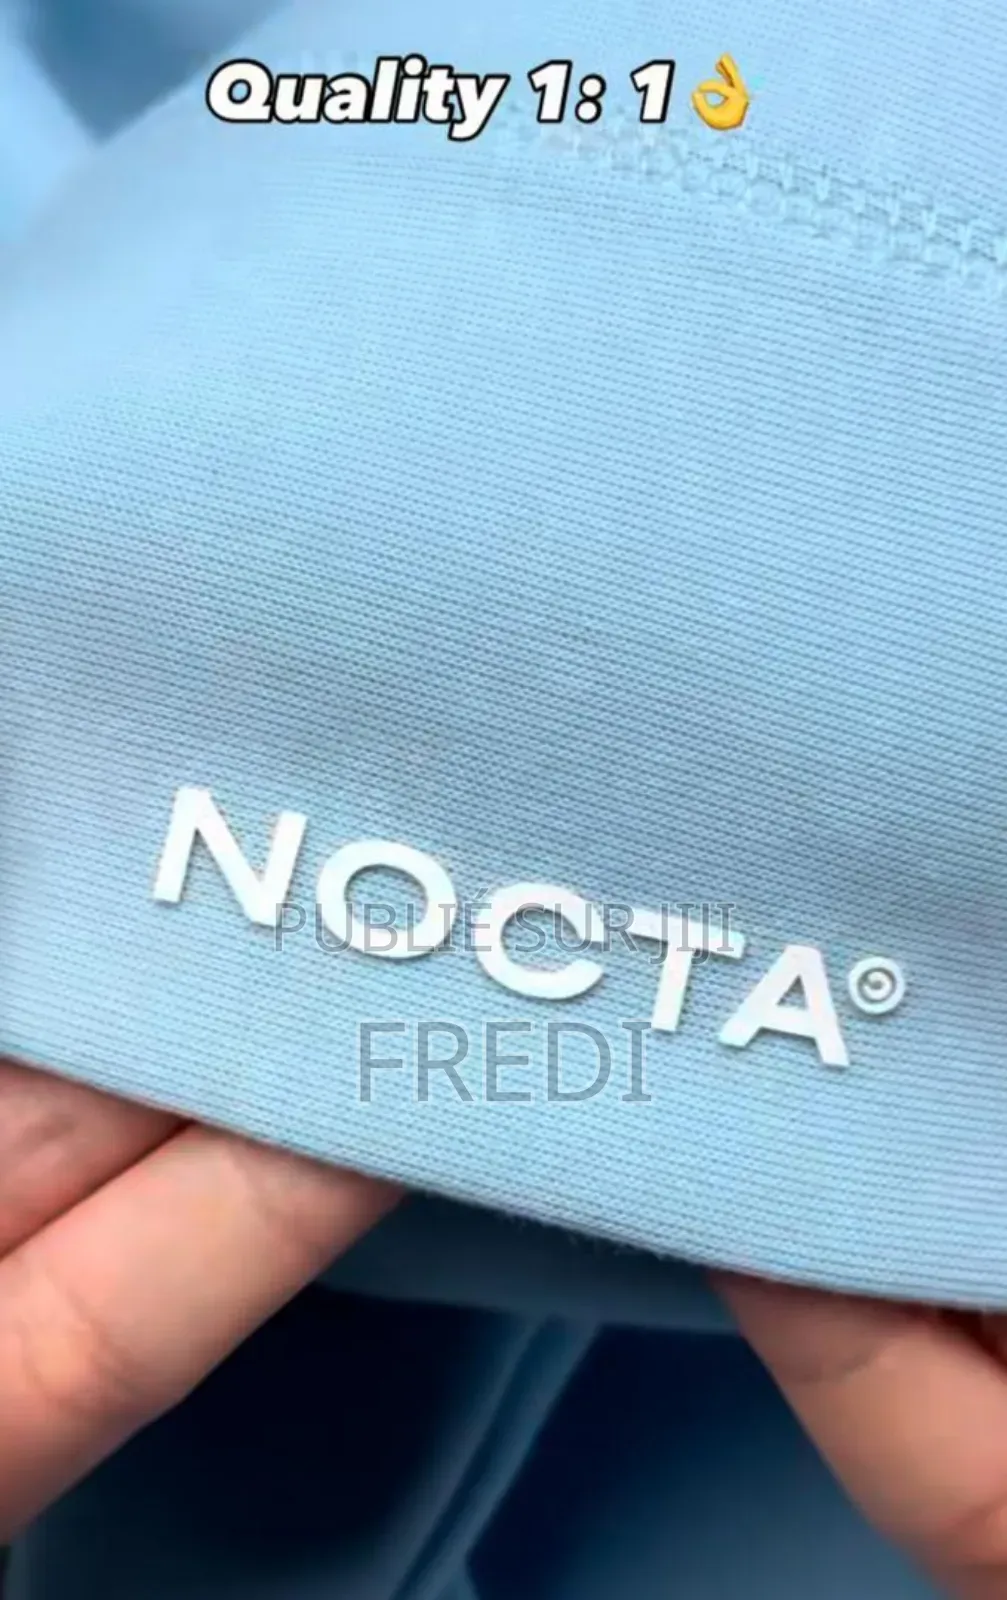 Quality 1: 1👌
NOCTA
PUBLIÉ SUR JIJI
FREDI